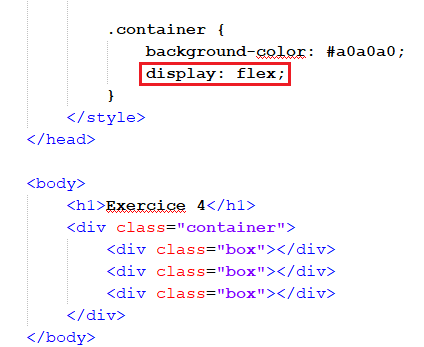 .container {
background-color: #a0a0a0;
display: flex;
}
</style>
</head>
<body>
<h1>Exercice 4</h1>
<div class="container">
<div class="box"></div>
<div class="box"></div>
<div class="box"></div>
</div>
</body>